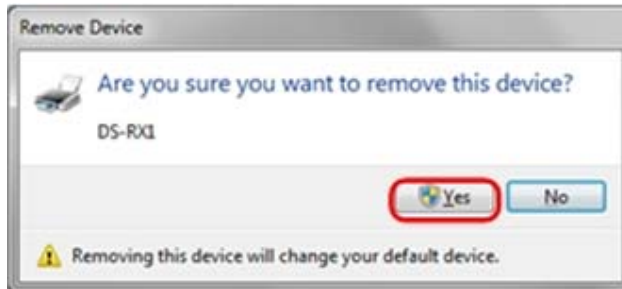 Remove Device
Are you sure you want to remove this device?
DS-RX1
Yes
No
Removing this device will change your default device.